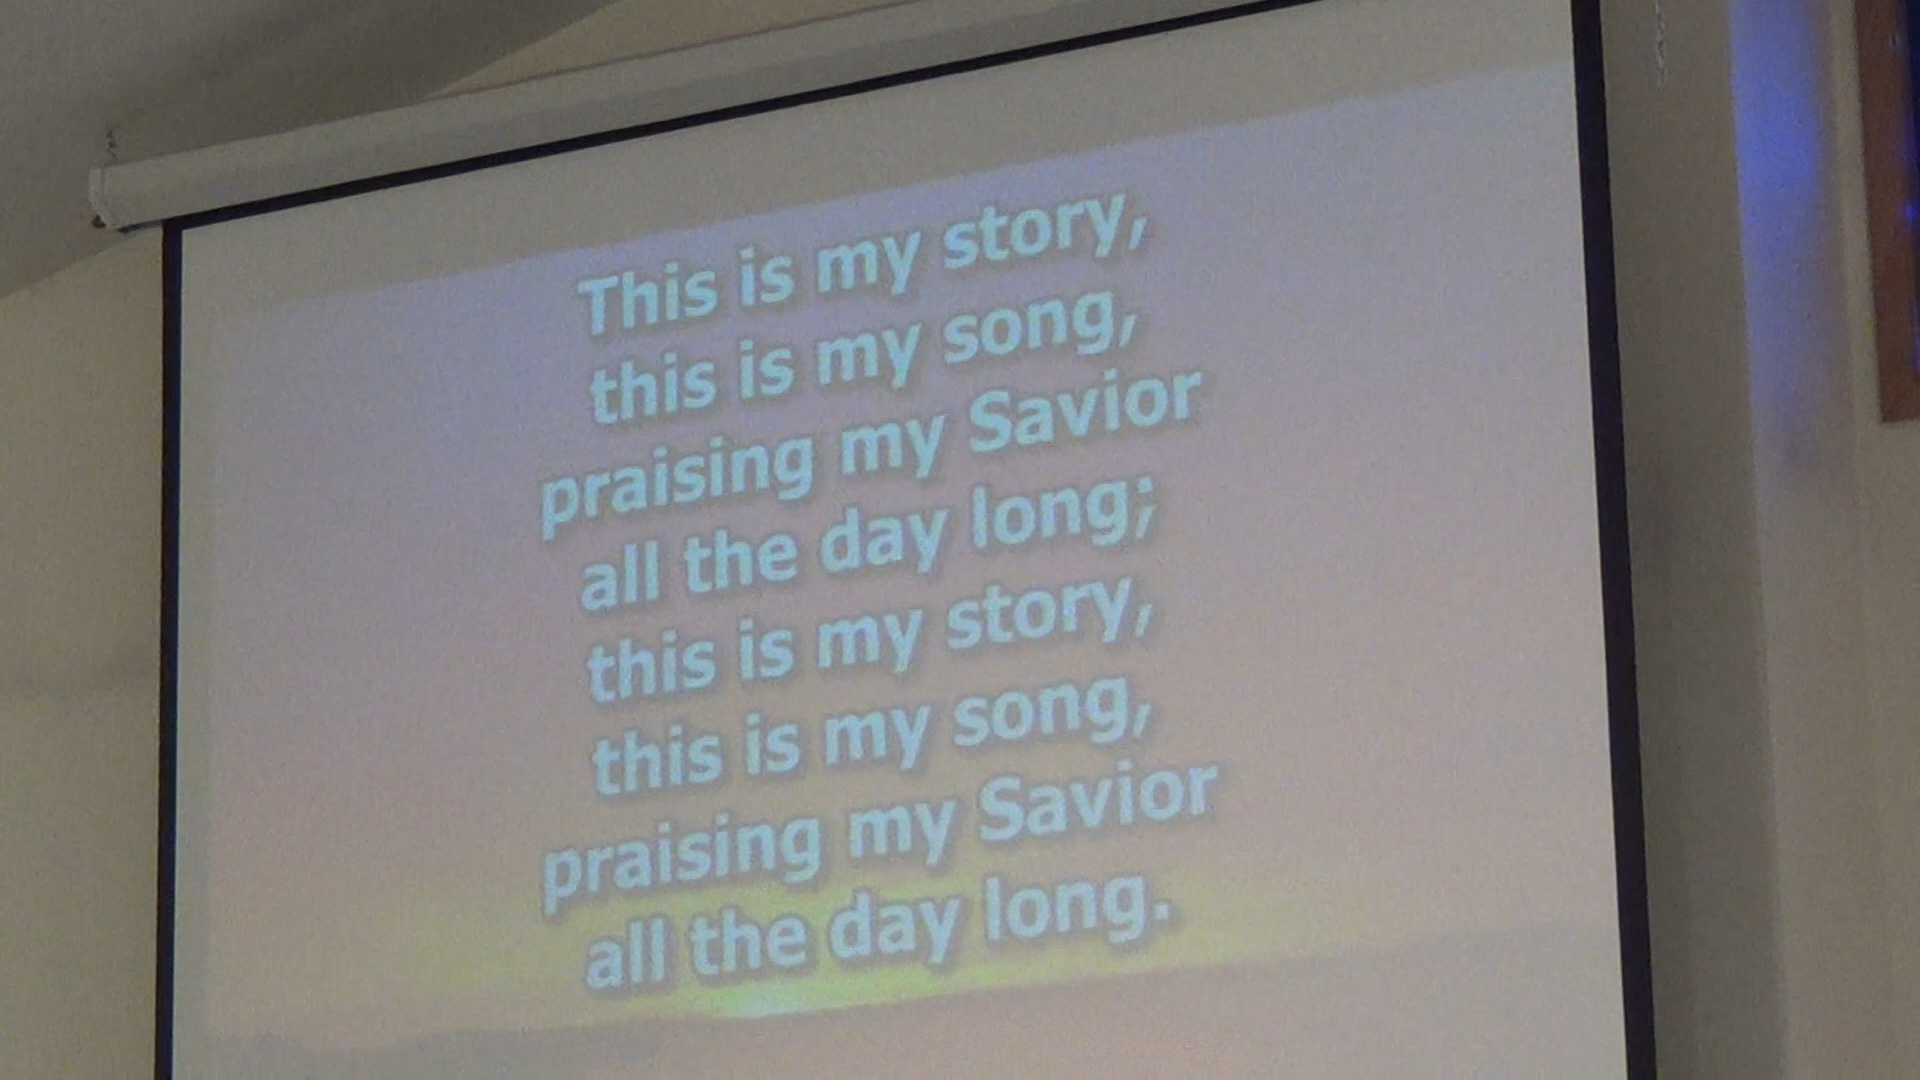 This is my story,
this is my song,
praising my Savior
all the day long;
this is my story,
this is my song,
praising my Savior
all the day long.